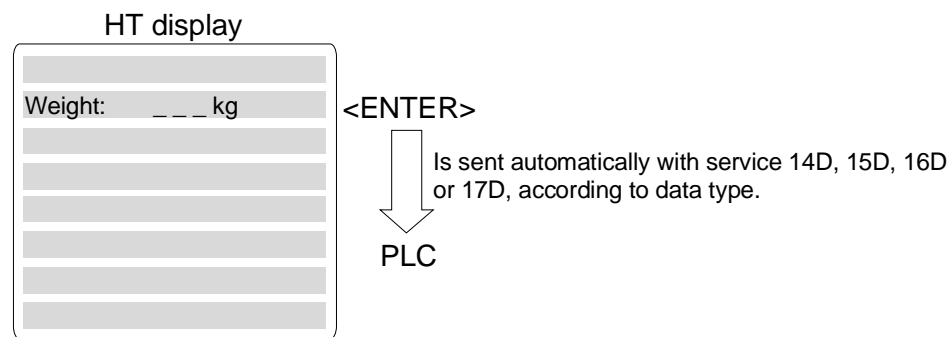 HT display
Weight: _ _ _ kg
<ENTER>
Is sent automatically with service 14D, 15D, 16D
or 17D, according to data type.
PLC